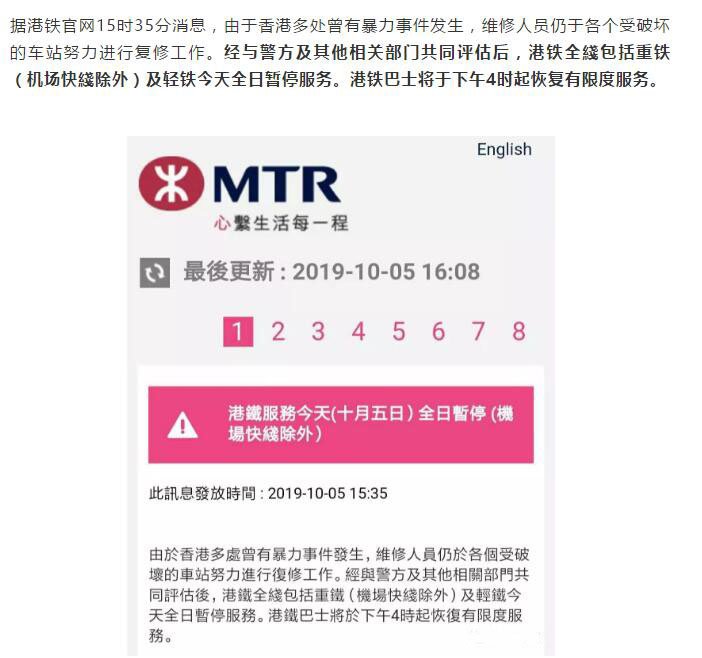 据港铁官网15时35分消息，由于香港多处曾有暴力事件发生，维修人员仍于各个受破坏
的车站努力进行复修工作。经与警方及其他相关部门共同评估后，港铁全綫包括重铁
（机场快綫除外）及轻铁今天全日暂停服务。港铁巴士将于下午4时起恢复有限度服务。
English
MTR
心繫生活每一程
最後更新 : 2019-10-05 16:08
1 2 3 4 5 6 7 8
港鐵服務今天(十月五日）全日暫停 (機
場快綫除外）
此訊息發放時間 : 2019-10-05 15:35
由於香港多處曾有暴力事件發生，維修人員仍於各個受破
壞的車站努力進行復修工作。經與警方及其他相關部門共
同評估後，港鐵全綫包括重鐵（機場快綫除外）及輕鐵今
天全日暫停服務。港鐵巴士將於下午4時起恢復有限度服
務。